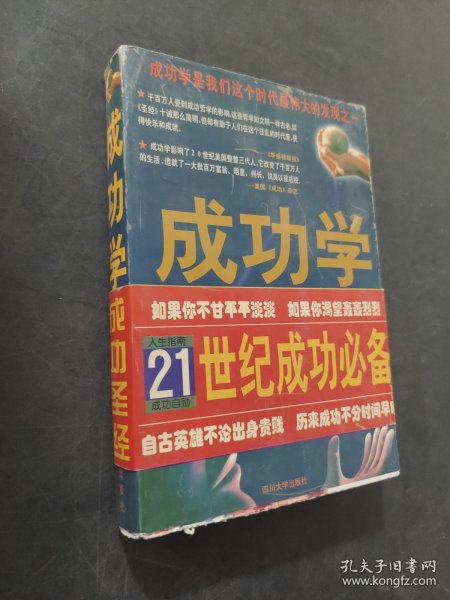 成功学是我们这个时代最伟大的发现之一
★千百万人受到成功哲学的影响,这些哲学如文明一样古老,如
《圣经》十诫那么简明,但却有助于人们在这个狂乱的时代里,获
得快乐和成就。
——《华盛顿邮报》
★成功学影响了20世纪美国整整三代人,它改变了千百万人
的生活,造就了一大批百万富翁、明星、州长、议员以至总统。
——美国《成功》杂志
成功学
如果你不甘平平淡淡 如果你渴望轰轰烈烈
人生指南
21
成功自励
世纪成功必备
自古英雄不论出身贵贱 历来成功不分时间早
四川大学出版社
成功学
成功圣经
孔夫子旧书网
www.kongfz.com